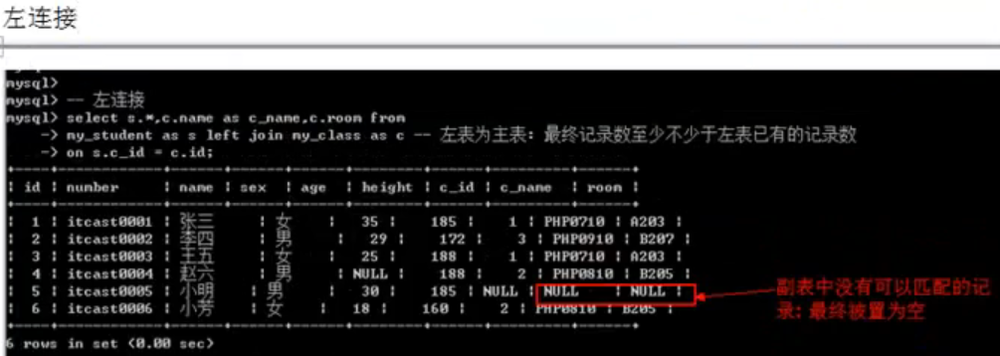 左连接
mysql>
mysql> -- 左连接
mysql> select s.*,c.name as c_name,c.room from
-> my_student as s left join my_class as c -- 左表为主表：最终记录数至少不少于左表已有的记录数
-> on s.c_id = c.id;
+----+------------+------+-----+------+--------+------+---------+------+
| id | number | name | sex | age | height | c_id | c_name | room |
+----+------------+------+-----+------+--------+------+---------+------+
| 1 | itcast0001 | 张三 | 女 | 35 | 185 | 1 | PHP0710 | A203 |
| 2 | itcast0002 | 李四 | 男 | 29 | 172 | 3 | PHP0910 | B207 |
| 3 | itcast0003 | 王五 | 女 | 25 | 188 | 1 | PHP0710 | A203 |
| 4 | itcast0004 | 赵六 | 男 | NULL | 188 | 2 | PHP0810 | B205 |
| 5 | itcast0005 | 小明 | 男 | 30 | 185 | NULL | NULL | NULL |
| 6 | itcast0006 | 小芳 | 女 | 18 | 160 | 2 | PHP0810 | B205 |
+----+------------+------+-----+------+--------+------+---------+------+
6 rows in set (0.00 sec)
副表中没有可以匹配的记
录：最终被置为空